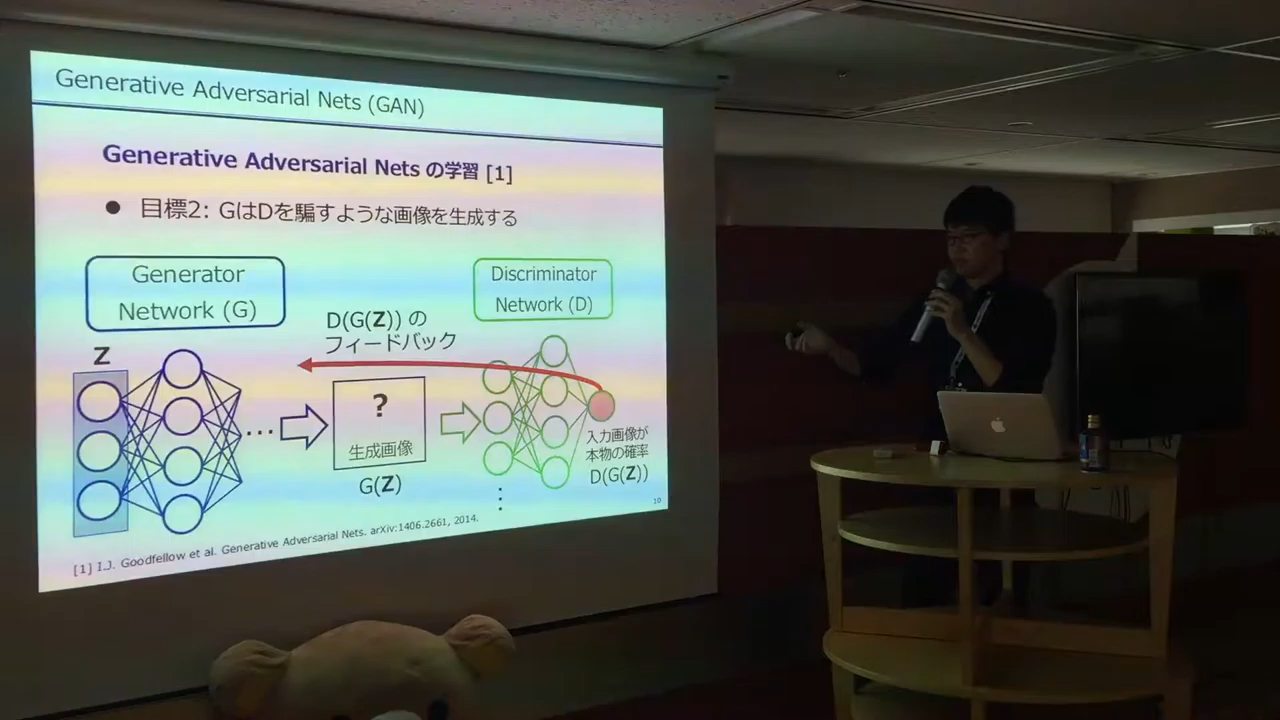 Generative Adversarial Nets (GAN)
Generative Adversarial Nets の学習 [1]
● 目標2: GはDを騙すような画像を生成する
Generator
Network (G)
Discriminator
Network (D)
D(G(Z)) の
フィードバック
Z
...
?
生成画像
G(Z)
入力画像が
本物の確率
D(G(Z))
10
[1] I.J. Goodfellow et al. Generative Adversarial Nets. arXiv:1406.2661, 2014.